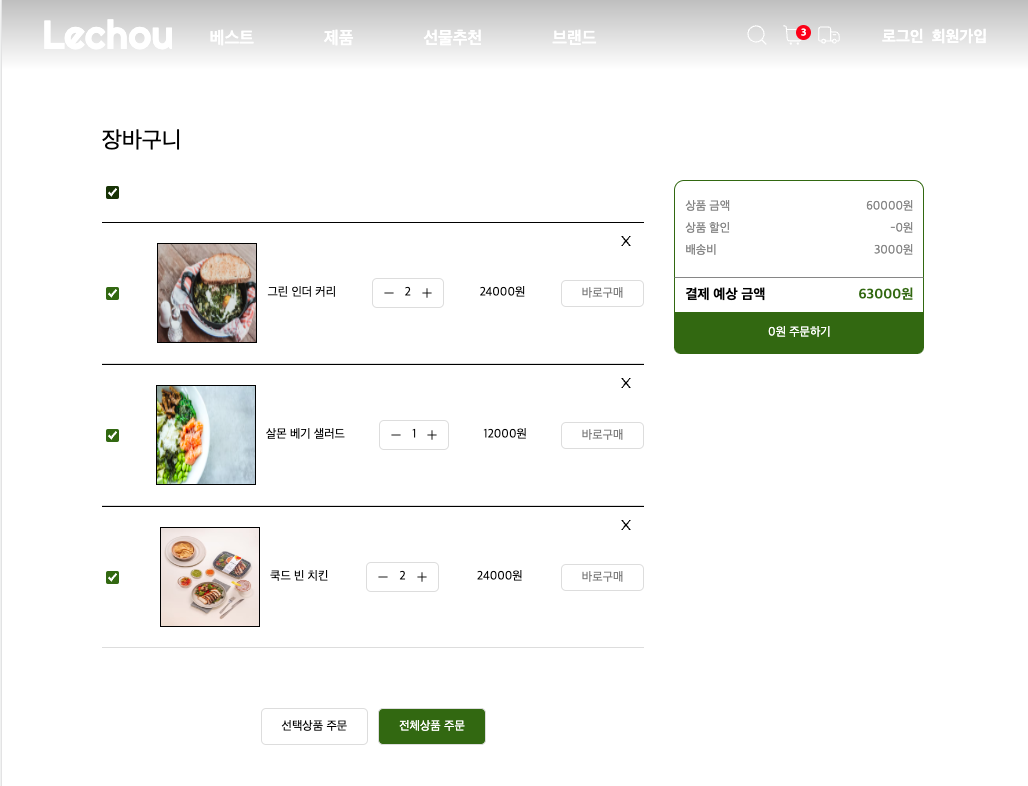 Lechou 베스트 제품 선물추천 브랜드 3 로그인 회원가입
장바구니
X
그린 인더 커리 − 2 + 24000원 바로구매
X
살몬 베기 샐러드 − 1 + 12000원 바로구매
X
쿡드 빈 치킨 − 2 + 24000원 바로구매
선택상품 주문 전체상품 주문
상품 금액 60000원
상품 할인 -0원
배송비 3000원
결제 예상 금액 63000원
0원 주문하기